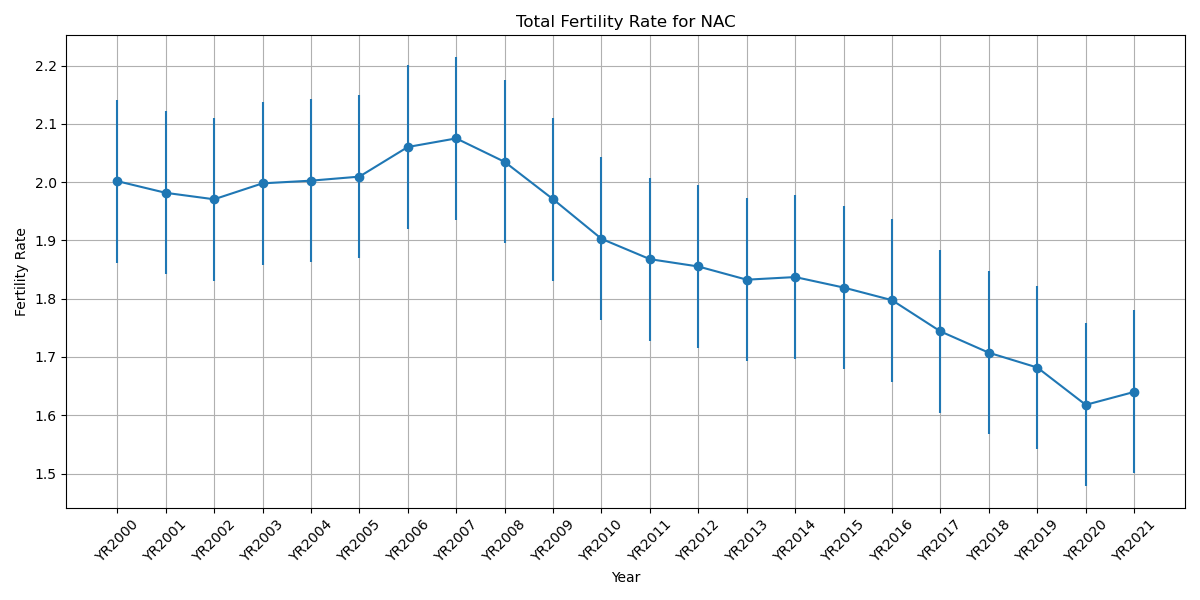 Total Fertility Rate for NAC
Fertility Rate
2.2
2.1
2.0
1.9
1.8
1.7
1.6
1.5
YR2000
YR2001
YR2002
YR2003
YR2004
YR2005
YR2006
YR2007
YR2008
YR2009
YR2010
YR2011
YR2012
YR2013
YR2014
YR2015
YR2016
YR2017
YR2018
YR2019
YR2020
YR2021
Year